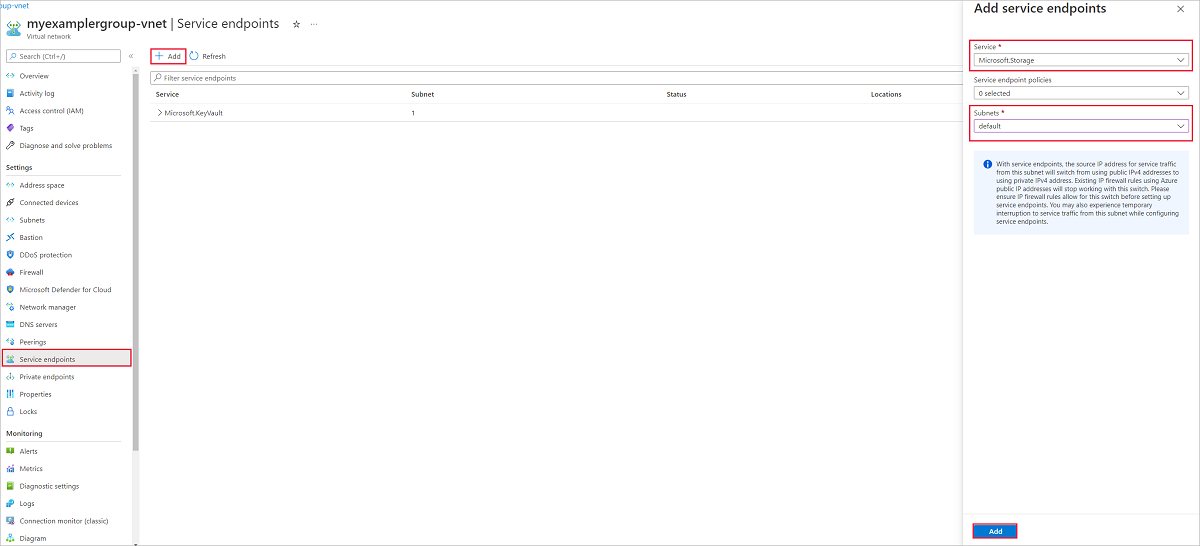 oup-vnet
myexamplergroup-vnet | Service endpoints
Virtual network
Search (Ctrl+/)
Overview
Activity log
Access control (IAM)
Tags
Diagnose and solve problems
Settings
Address space
Connected devices
Subnets
Bastion
DDoS protection
Firewall
Microsoft Defender for Cloud
Network manager
DNS servers
Peerings
Service endpoints
Private endpoints
Properties
Locks
Monitoring
Alerts
Metrics
Diagnostic settings
Logs
Connection monitor (classic)
Diagram
Add Refresh
Filter service endpoints
Service Subnet Status Locations
Microsoft.KeyVault 1
Add service endpoints
Service *
Microsoft.Storage
Service endpoint policies
0 selected
Subnets *
default
With service endpoints, the source IP address for service traffic
from this subnet will switch from using public IPv4 addresses to
using private IPv4 address. Existing IP firewall rules using Azure
public IP addresses will stop working with this switch. Please
ensure IP firewall rules allow for this switch before setting up
service endpoints. You may also experience temporary
interruption to service traffic from this subnet while configuring
service endpoints.
Add